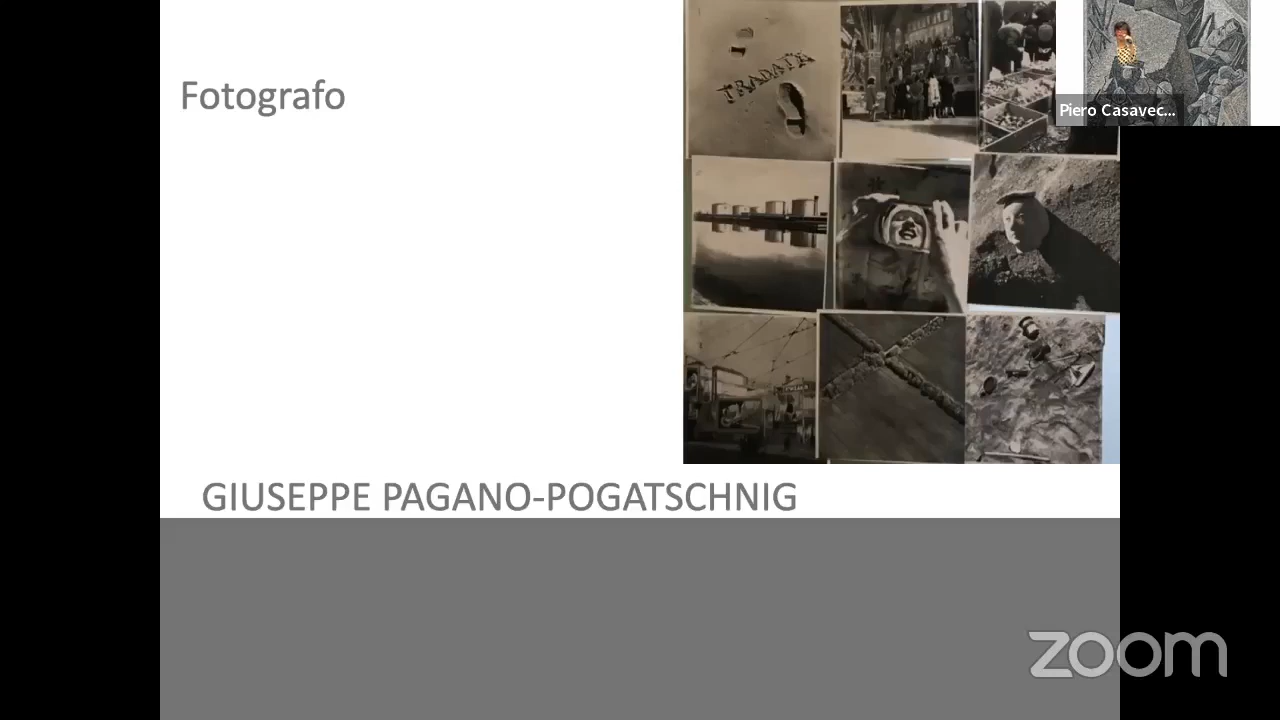 Fotografo
TRADATE
Piero Casavec...
GIUSEPPE PAGANO-POGATSCHNIG
zoom